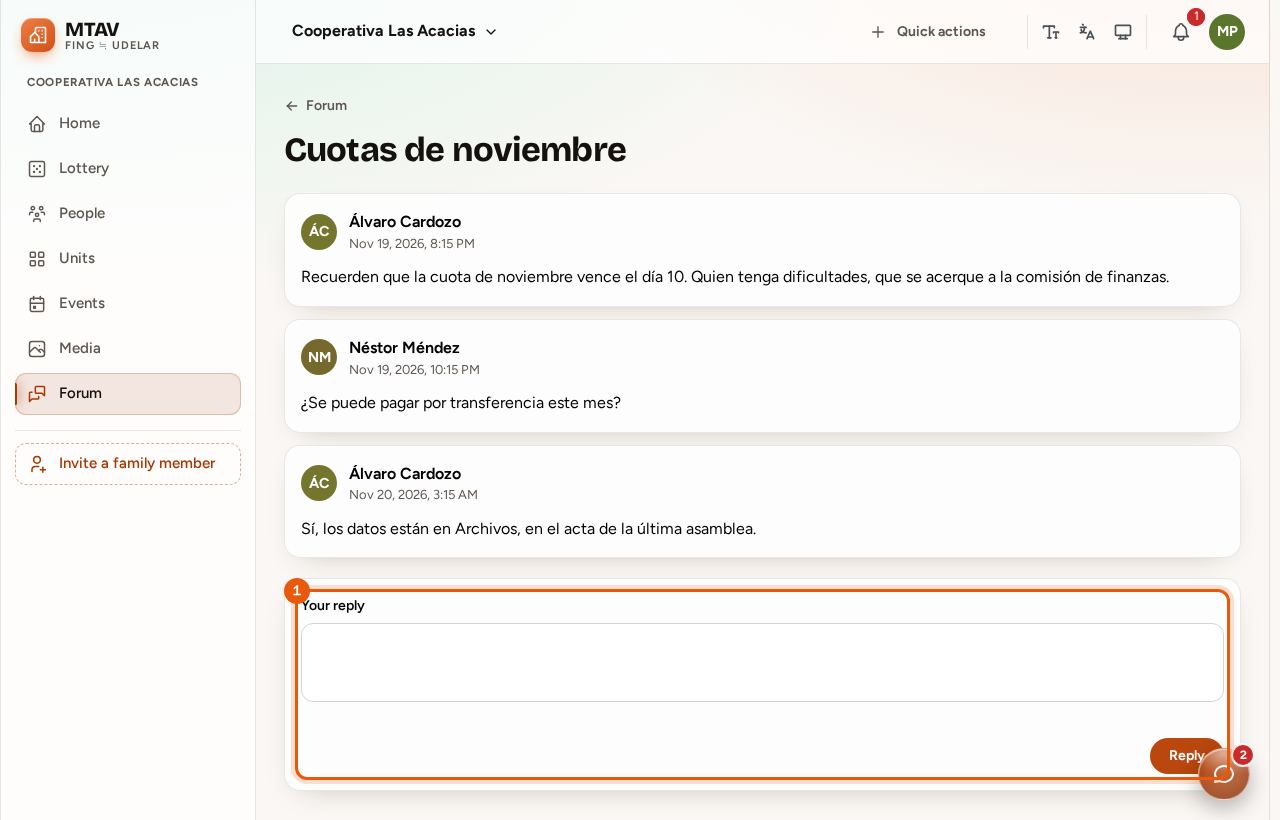 MTAV
FING ≒ UDELAR
COOPERATIVA LAS ACACIAS
Home
Lottery
People
Units
Events
Media
Forum
Invite a family member
Cooperativa Las Acacias
Quick actions
1
MP
Forum
Cuotas de noviembre
ÁC
Álvaro Cardozo
Nov 19, 2026, 8:15 PM
Recuerden que la cuota de noviembre vence el día 10. Quien tenga dificultades, que se acerque a la comisión de finanzas.
NM
Néstor Méndez
Nov 19, 2026, 10:15 PM
¿Se puede pagar por transferencia este mes?
ÁC
Álvaro Cardozo
Nov 20, 2026, 3:15 AM
Sí, los datos están en Archivos, en el acta de la última asamblea.
1
Your reply
Reply
2